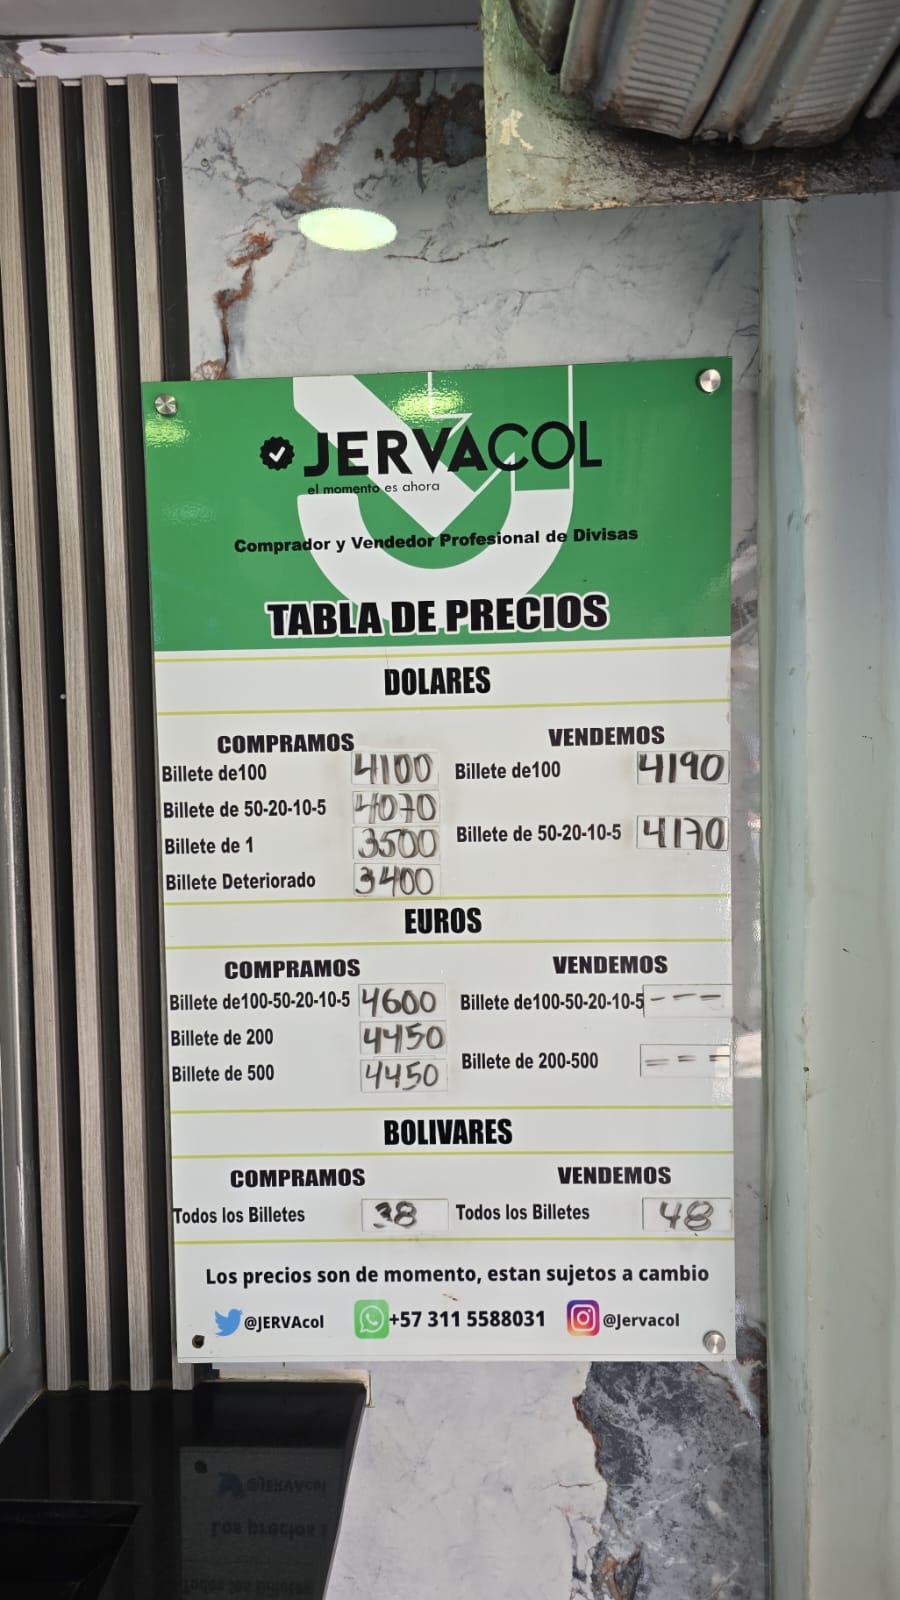 JERVACOL
el momento es ahora
Comprador y Vendedor Profesional de Divisas
TABLA DE PRECIOS
DOLARES
COMPRAMOS VENDEMOS
Billete de100 4100 Billete de100 4190
Billete de 50-20-10-5 4070
Billete de 50-20-10-5 4170
Billete de 1 3500
Billete Deteriorado 3400
EUROS
COMPRAMOS VENDEMOS
Billete de100-50-20-10-5 4600 Billete de100-50-20-10-5 ---
Billete de 200 4450
Billete de 200-500 ---
Billete de 500 4450
BOLIVARES
COMPRAMOS VENDEMOS
Todos los Billetes 38 Todos los Billetes 48
Los precios son de momento, estan sujetos a cambio
@JERVAcol +57 311 5588031 @Jervacol